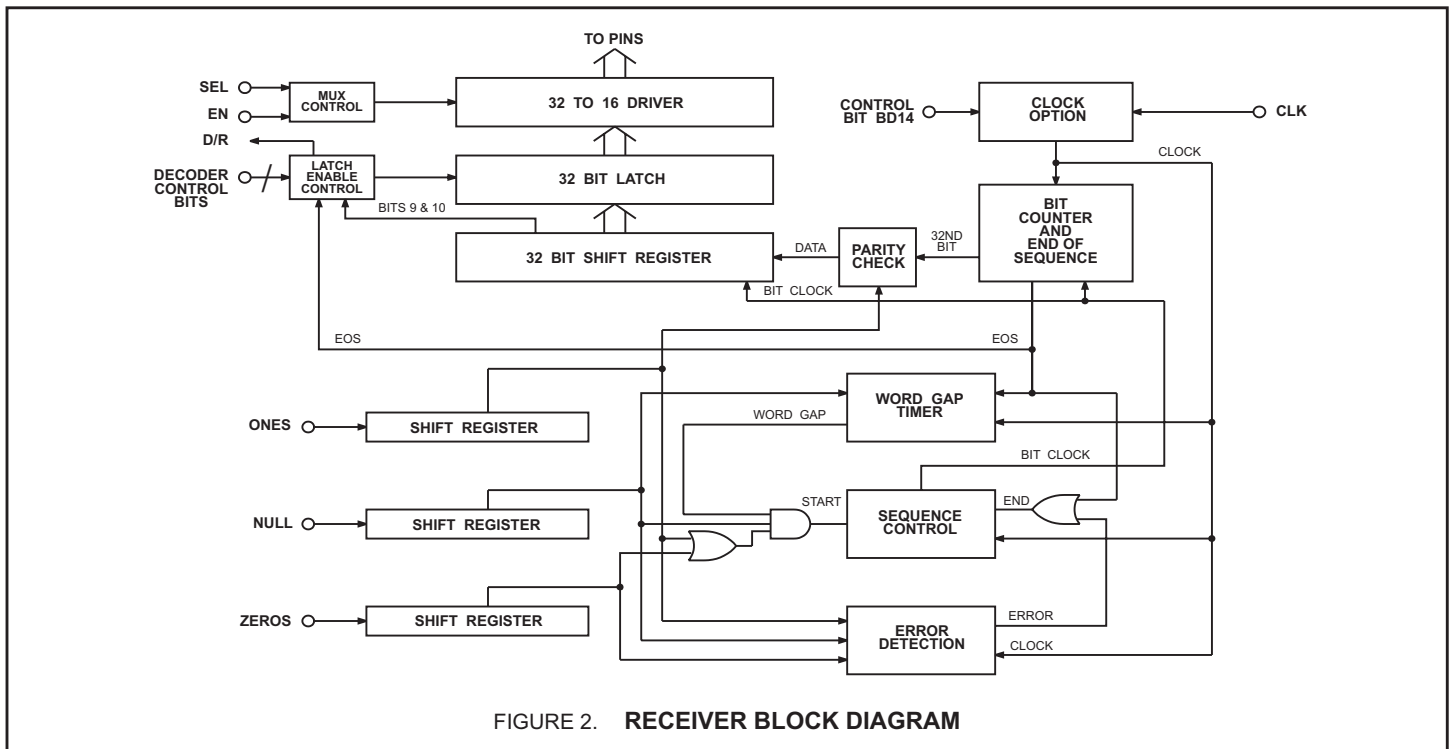 TO PINS
SEL
EN
D/R
DECODER
CONTROL
BITS
MUX
CONTROL
LATCH
ENABLE
CONTROL
32 TO 16 DRIVER
32 BIT LATCH
BITS 9 & 10
32 BIT SHIFT REGISTER
CONTROL
BIT BD14
CLOCK
OPTION
CLK
CLOCK
BIT
COUNTER
AND
END OF
SEQUENCE
32ND
BIT
PARITY
CHECK
DATA
BIT CLOCK
EOS
EOS
ONES
SHIFT REGISTER
WORD GAP
WORD GAP
TIMER
BIT CLOCK
NULL
SHIFT REGISTER
START
SEQUENCE
CONTROL
END
ZEROS
SHIFT REGISTER
ERROR
DETECTION
ERROR
CLOCK
FIGURE 2. RECEIVER BLOCK DIAGRAM